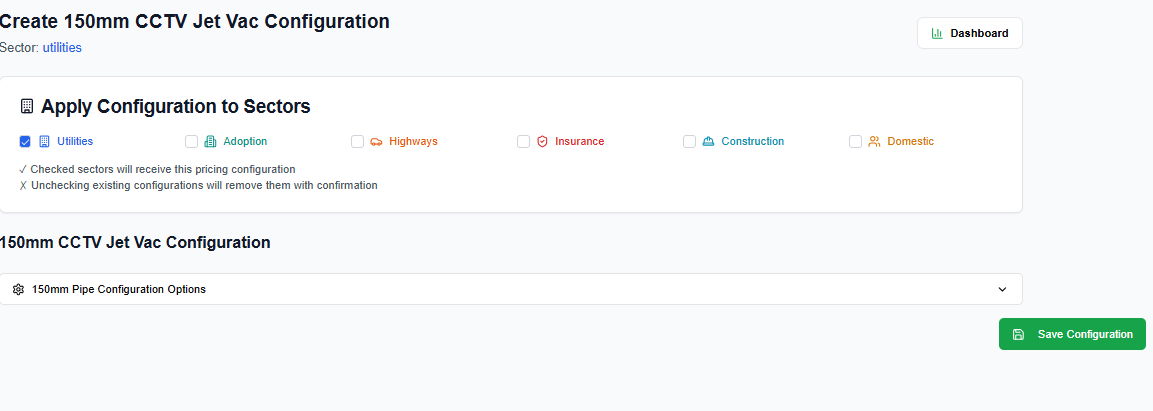 Create 150mm CCTV Jet Vac Configuration
Sector: utilities
Dashboard
Apply Configuration to Sectors
Utilities
Adoption
Highways
Insurance
Construction
Domestic
✓ Checked sectors will receive this pricing configuration
✗ Unchecking existing configurations will remove them with confirmation
150mm CCTV Jet Vac Configuration
150mm Pipe Configuration Options
Save Configuration